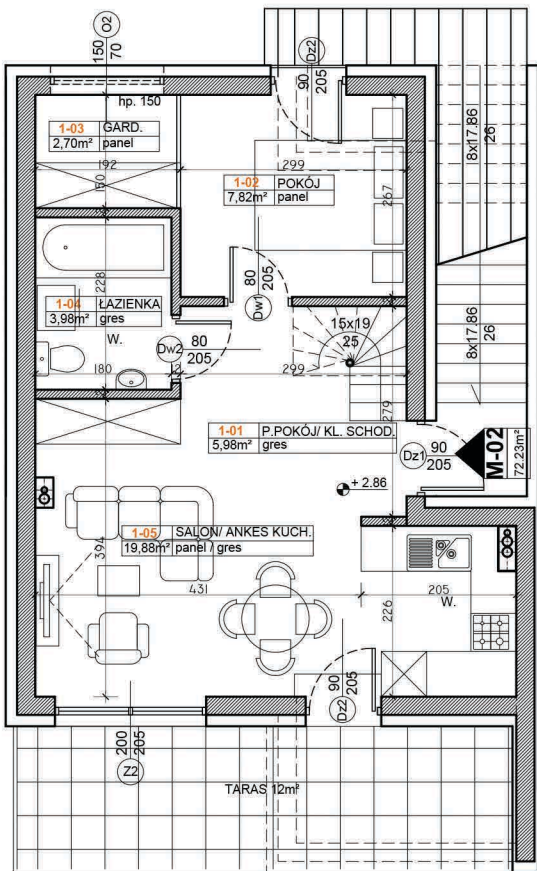 O2
150
70
Dz2
90
205
hp. 150
1-03 GARD.
2,70m² panel
192
150
299
1-02 POKÓJ
7,82m² panel
267
8x17.86
26
228
1-04 ŁAZIENKA
3,98m² gres
W.
80
205
Dw1
80
205
Dw2
15x19
25
8x17.86
26
180
12
299
279
1-01 P.POKÓJ/ KL. SCHOD.
5,98m² gres
Dz1
90
205
M-02
72.23m²
+ 2.86
1-05 SALON/ ANKES KUCH.
19,88m² panel / gres
394
431
205
W.
226
90
205
Dz2
200
205
Z2
TARAS 12m²